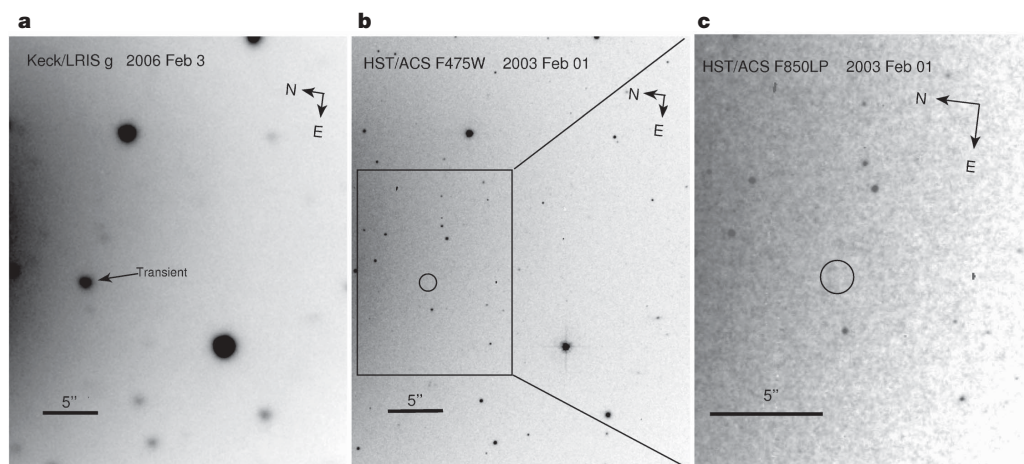 a
Keck/LRIS g 2006 Feb 3
N
E
Transient
5"
b
HST/ACS F475W 2003 Feb 01
N
E
5"
c
HST/ACS F850LP 2003 Feb 01
N
E
5"